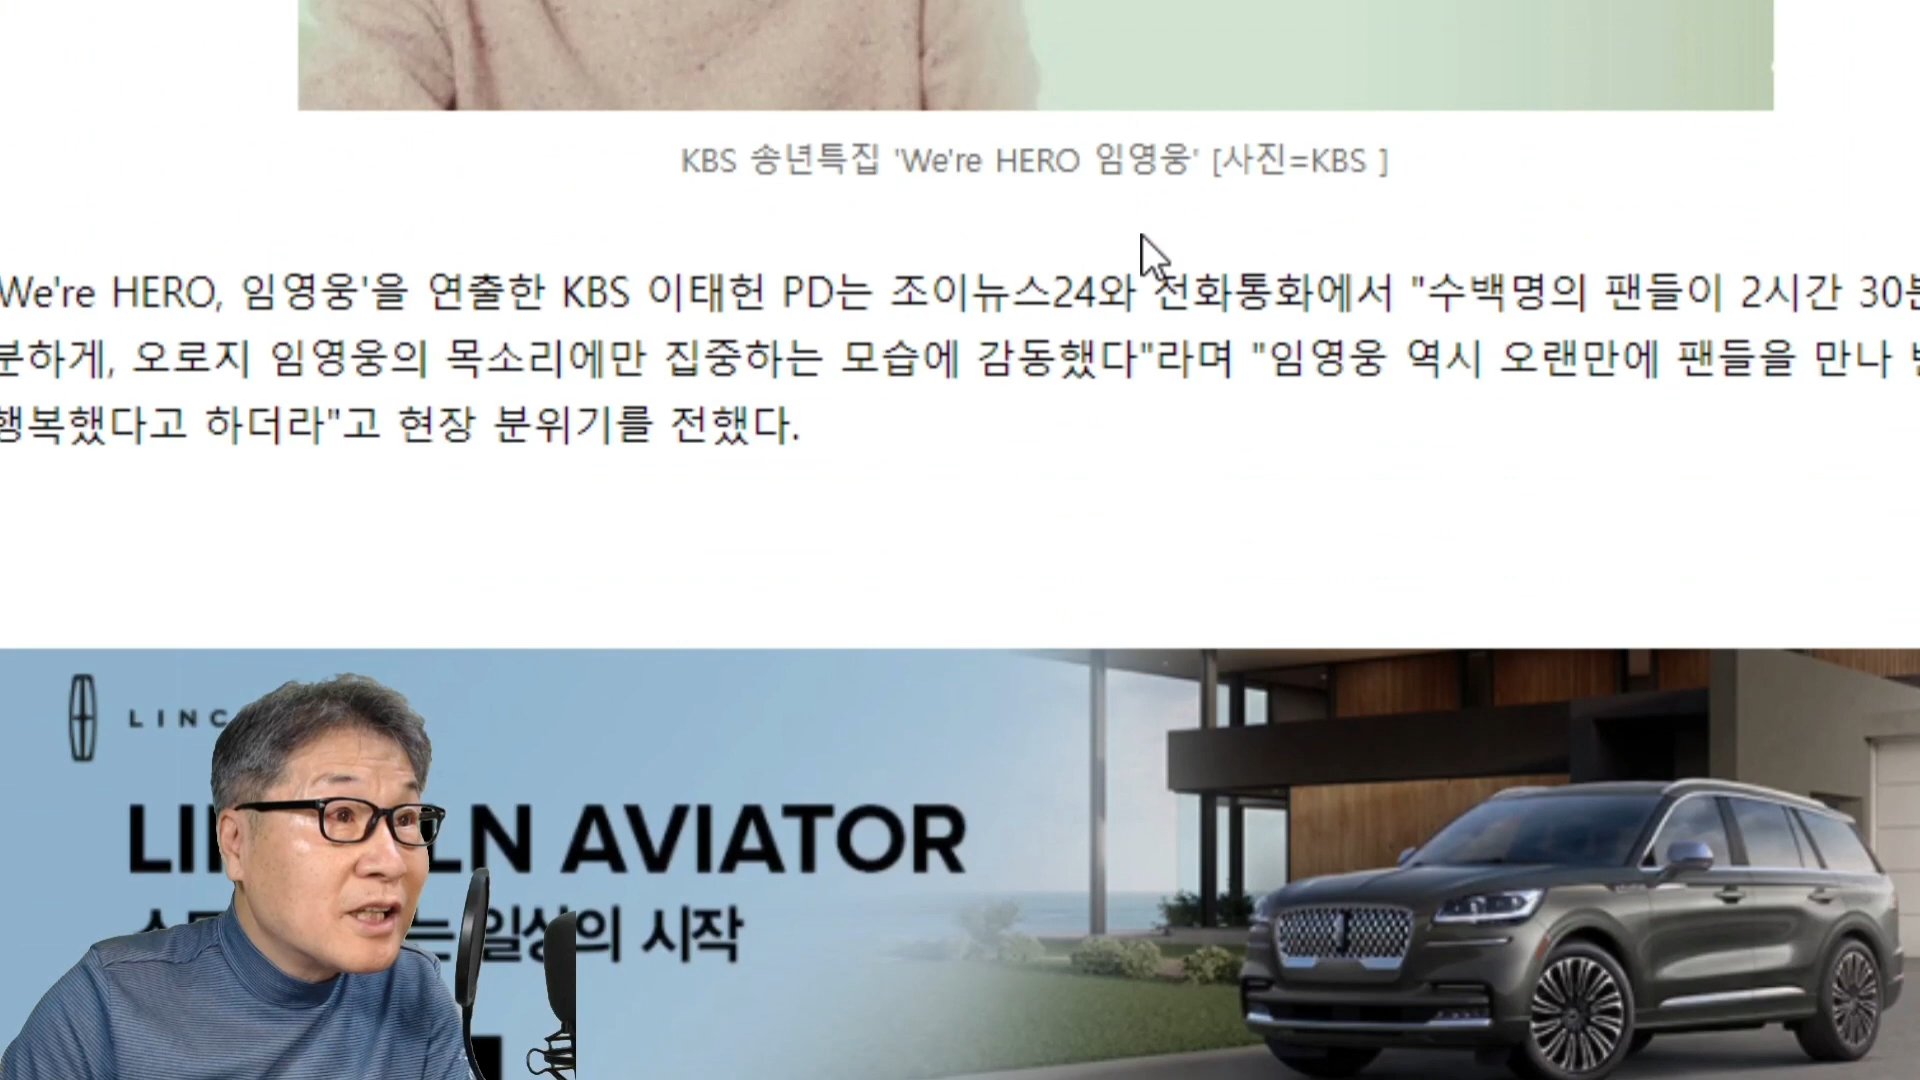 KBS 송년특집 'We're HERO 임영웅' [사진=KBS ]
We're HERO, 임영웅'을 연출한 KBS 이태헌 PD는 조이뉴스24와 전화통화에서 "수백명의 팬들이 2시간 30분
분하게, 오로지 임영웅의 목소리에만 집중하는 모습에 감동했다"라며 "임영웅 역시 오랜만에 팬들을 만나
행복했다고 하더라"고 현장 분위기를 전했다.
AVIATOR
일상의 시작